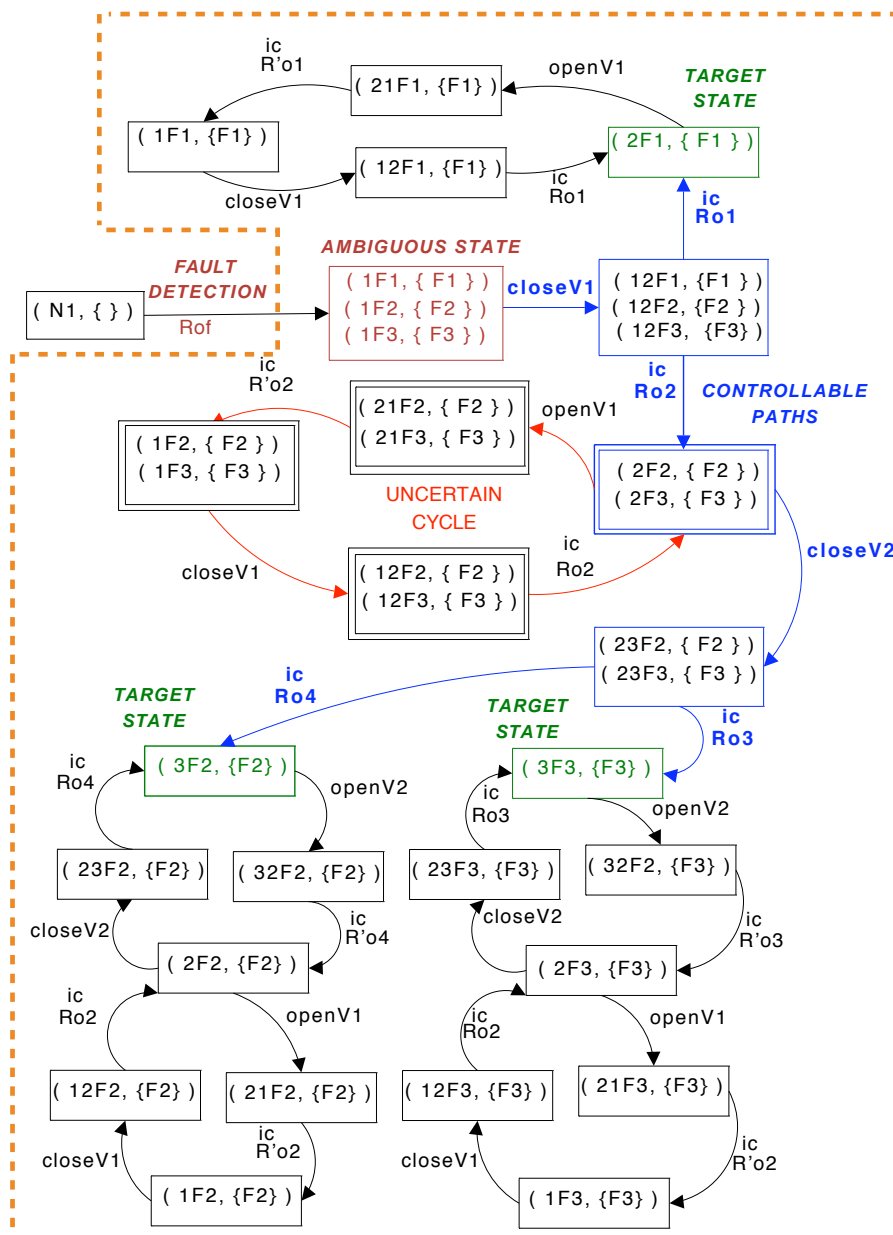 ic
R'o1
( 21F1, {F1} )
openV1
TARGET
STATE
( 1F1, {F1} )
( 2F1, { F1 } )
( 12F1, {F1} )
closeV1
ic
Ro1
ic
Ro1
FAULT
DETECTION
( N1, { } )
Rof
AMBIGUOUS STATE
( 1F1, { F1 } )
( 1F2, { F2 } )
( 1F3, { F3 } )
closeV1
( 12F1, {F1 } )
( 12F2, {F2 } )
( 12F3, {F3} )
ic
R'o2
ic
Ro2
CONTROLLABLE
PATHS
( 21F2, { F2 } )
( 21F3, { F3 } )
openV1
( 1F2, { F2 } )
( 1F3, { F3 } )
( 2F2, { F2 } )
( 2F3, { F3 } )
UNCERTAIN
CYCLE
closeV1
ic
Ro2
closeV2
( 12F2, { F2 } )
( 12F3, { F3 } )
( 23F2, { F2 } )
( 23F3, { F3 } )
ic
Ro4
ic
Ro3
TARGET
STATE
TARGET
STATE
( 3F2, {F2} )
( 3F3, {F3} )
ic
Ro4
openV2
ic
Ro3
openV2
( 23F2, {F2} )
( 32F2, {F2} )
( 23F3, {F3} )
( 32F2, {F3} )
closeV2
ic
R'o4
closeV2
ic
R'o3
( 2F2, {F2} )
( 2F3, {F3} )
ic
Ro2
openV1
ic
Ro2
openV1
( 12F2, {F2} )
( 21F2, {F2} )
( 12F3, {F3} )
( 21F3, {F3} )
closeV1
ic
R'o2
closeV1
ic
R'o2
( 1F2, {F2} )
( 1F3, {F3} )